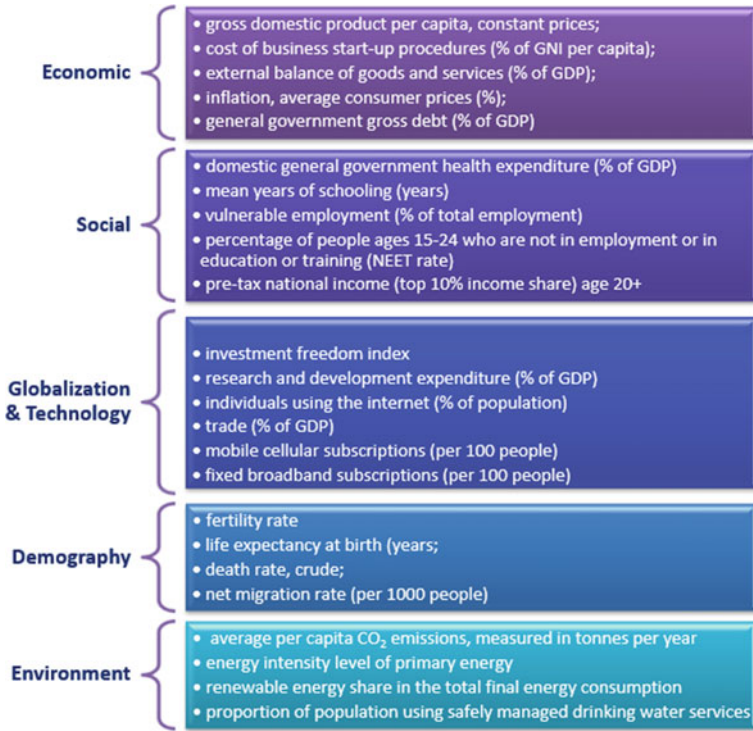 Economic
• gross domestic product per capita, constant prices;
• cost of business start-up procedures (% of GNI per capita);
• external balance of goods and services (% of GDP);
• inflation, average consumer prices (%);
• general government gross debt (% of GDP)
Social
• domestic general government health expenditure (% of GDP)
• mean years of schooling (years)
• vulnerable employment (% of total employment)
• percentage of people ages 15-24 who are not in employment or in
education or training (NEET rate)
• pre-tax national income (top 10% income share) age 20+
Globalization
& Technology
• investment freedom index
• research and development expenditure (% of GDP)
• individuals using the internet (% of population)
• trade (% of GDP)
• mobile cellular subscriptions (per 100 people)
• fixed broadband subscriptions (per 100 people)
Demography
• fertility rate
• life expectancy at birth (years;
• death rate, crude;
• net migration rate (per 1000 people)
Environment
• average per capita CO₂ emissions, measured in tonnes per year
• energy intensity level of primary energy
• renewable energy share in the total final energy consumption
• proportion of population using safely managed drinking water services